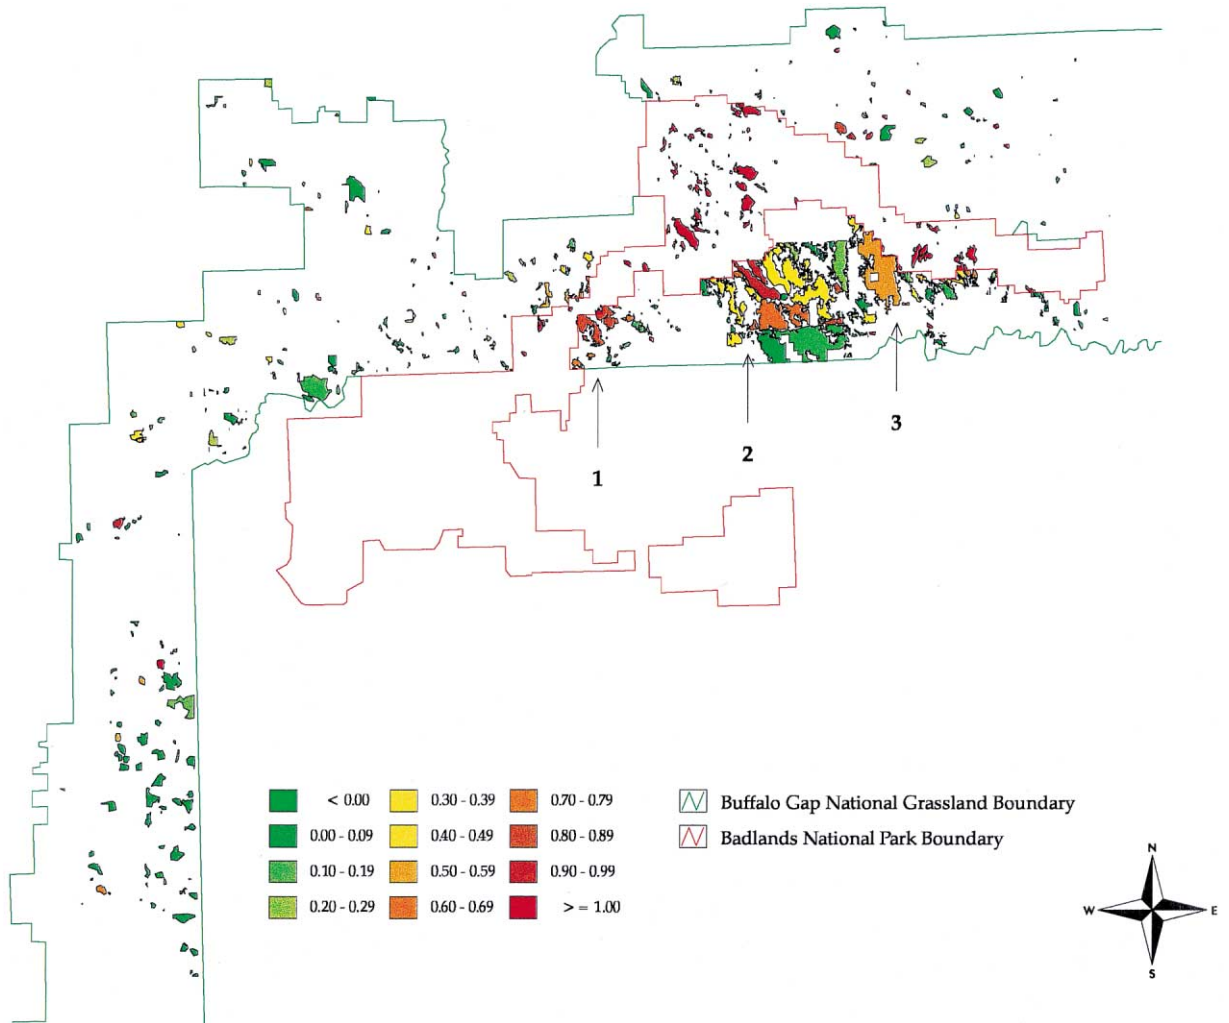 1
2
3
< 0.00
0.30 - 0.39
0.70 - 0.79
Buffalo Gap National Grassland Boundary
0.00 - 0.09
0.40 - 0.49
0.80 - 0.89
Badlands National Park Boundary
0.10 - 0.19
0.50 - 0.59
0.90 - 0.99
0.20 - 0.29
0.60 - 0.69
> = 1.00
N
W
E
S